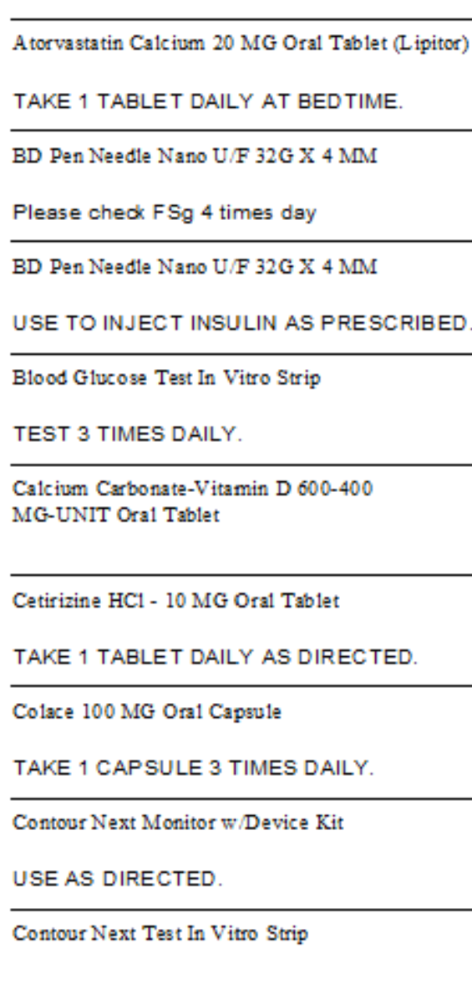 Atorvastatin Calcium 20 MG Oral Tablet (Lipitor)
TAKE 1 TABLET DAILY AT BEDTIME.
BD Pen Needle Nano U/F 32G X 4 MM
Please check FSg 4 times day
BD Pen Needle Nano U/F 32G X 4 MM
USE TO INJECT INSULIN AS PRESCRIBED.
Blood Glucose Test In Vitro Strip
TEST 3 TIMES DAILY.
Calcium Carbonate-Vitamin D 600-400
MG-UNIT Oral Tablet
Cetirizine HCl - 10 MG Oral Tablet
TAKE 1 TABLET DAILY AS DIRECTED.
Colace 100 MG Oral Capsule
TAKE 1 CAPSULE 3 TIMES DAILY.
Contour Next Monitor w/Device Kit
USE AS DIRECTED.
Contour Next Test In Vitro Strip